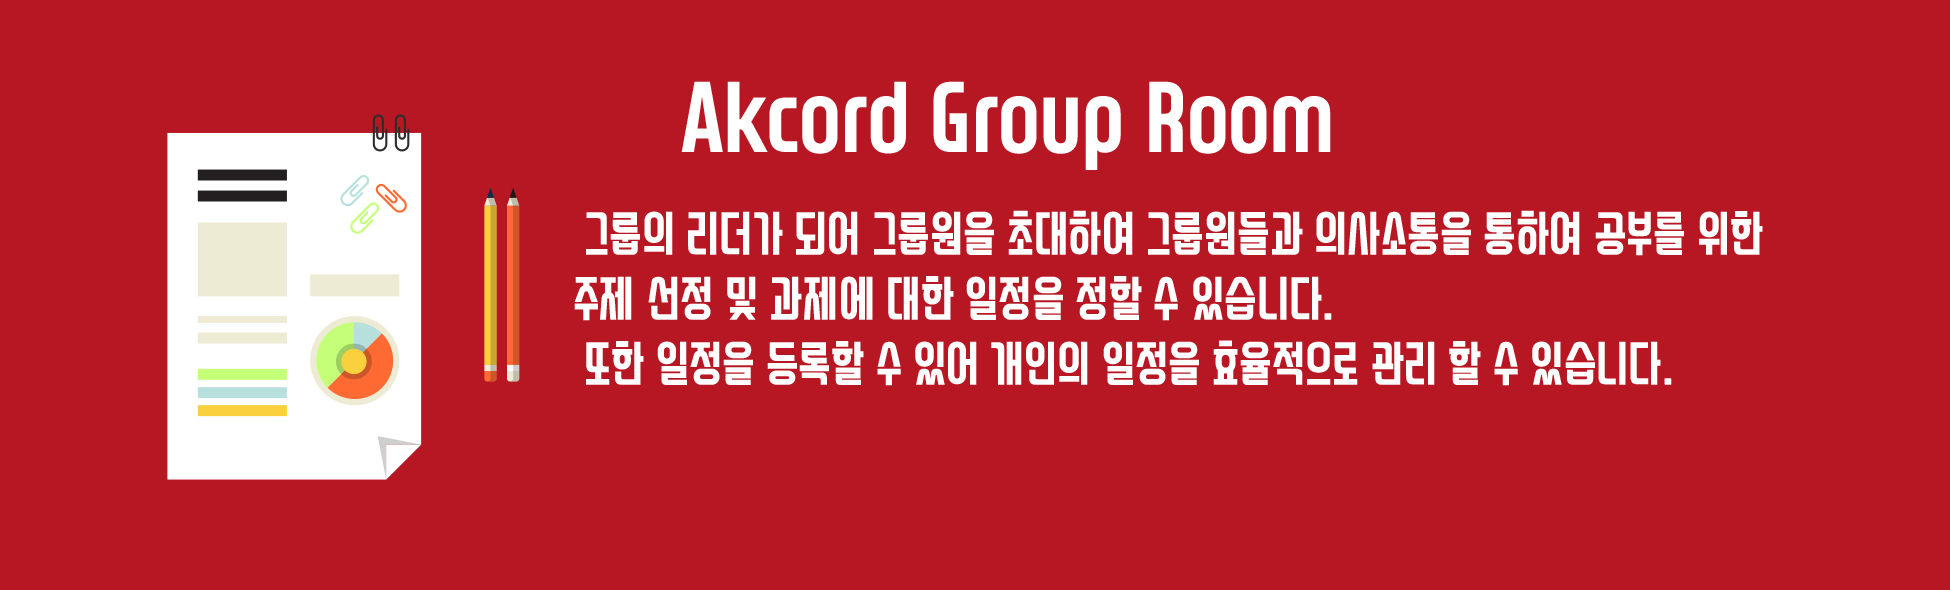 Akcord Group Room
그룹의 리더가 되어 그룹원을 초대하여 그룹원들과 의사소통을 통하여 공부를 위한
주제 선정 및 과제에 대한 일정을 정할 수 있습니다.
또한 일정을 등록할 수 있어 개인의 일정을 효율적으로 관리 할 수 있습니다.